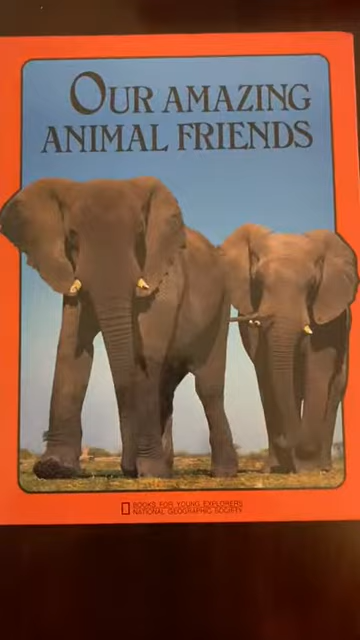 OUR AMAZING
ANIMAL FRIENDS
BOOKS FOR YOUNG EXPLORERS
NATIONAL GEOGRAPHIC SOCIETY